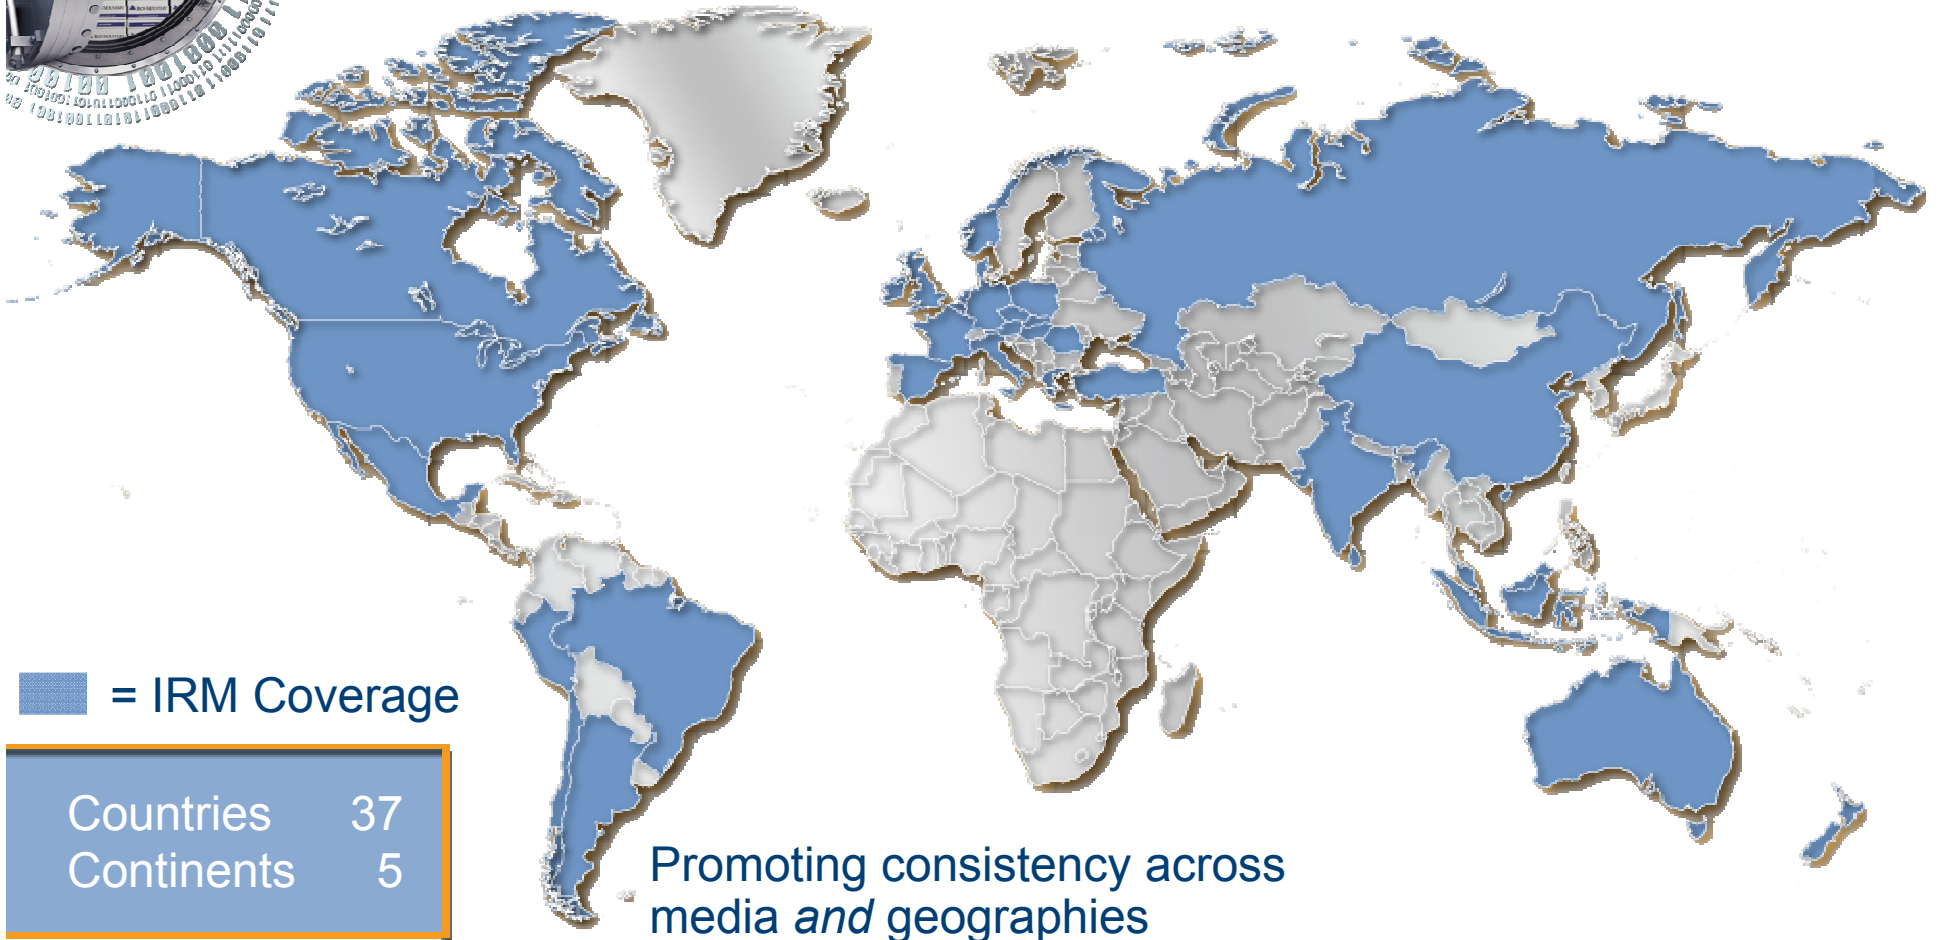 = IRM Coverage
Countries 37
Continents 5
Promoting consistency across
media and geographies